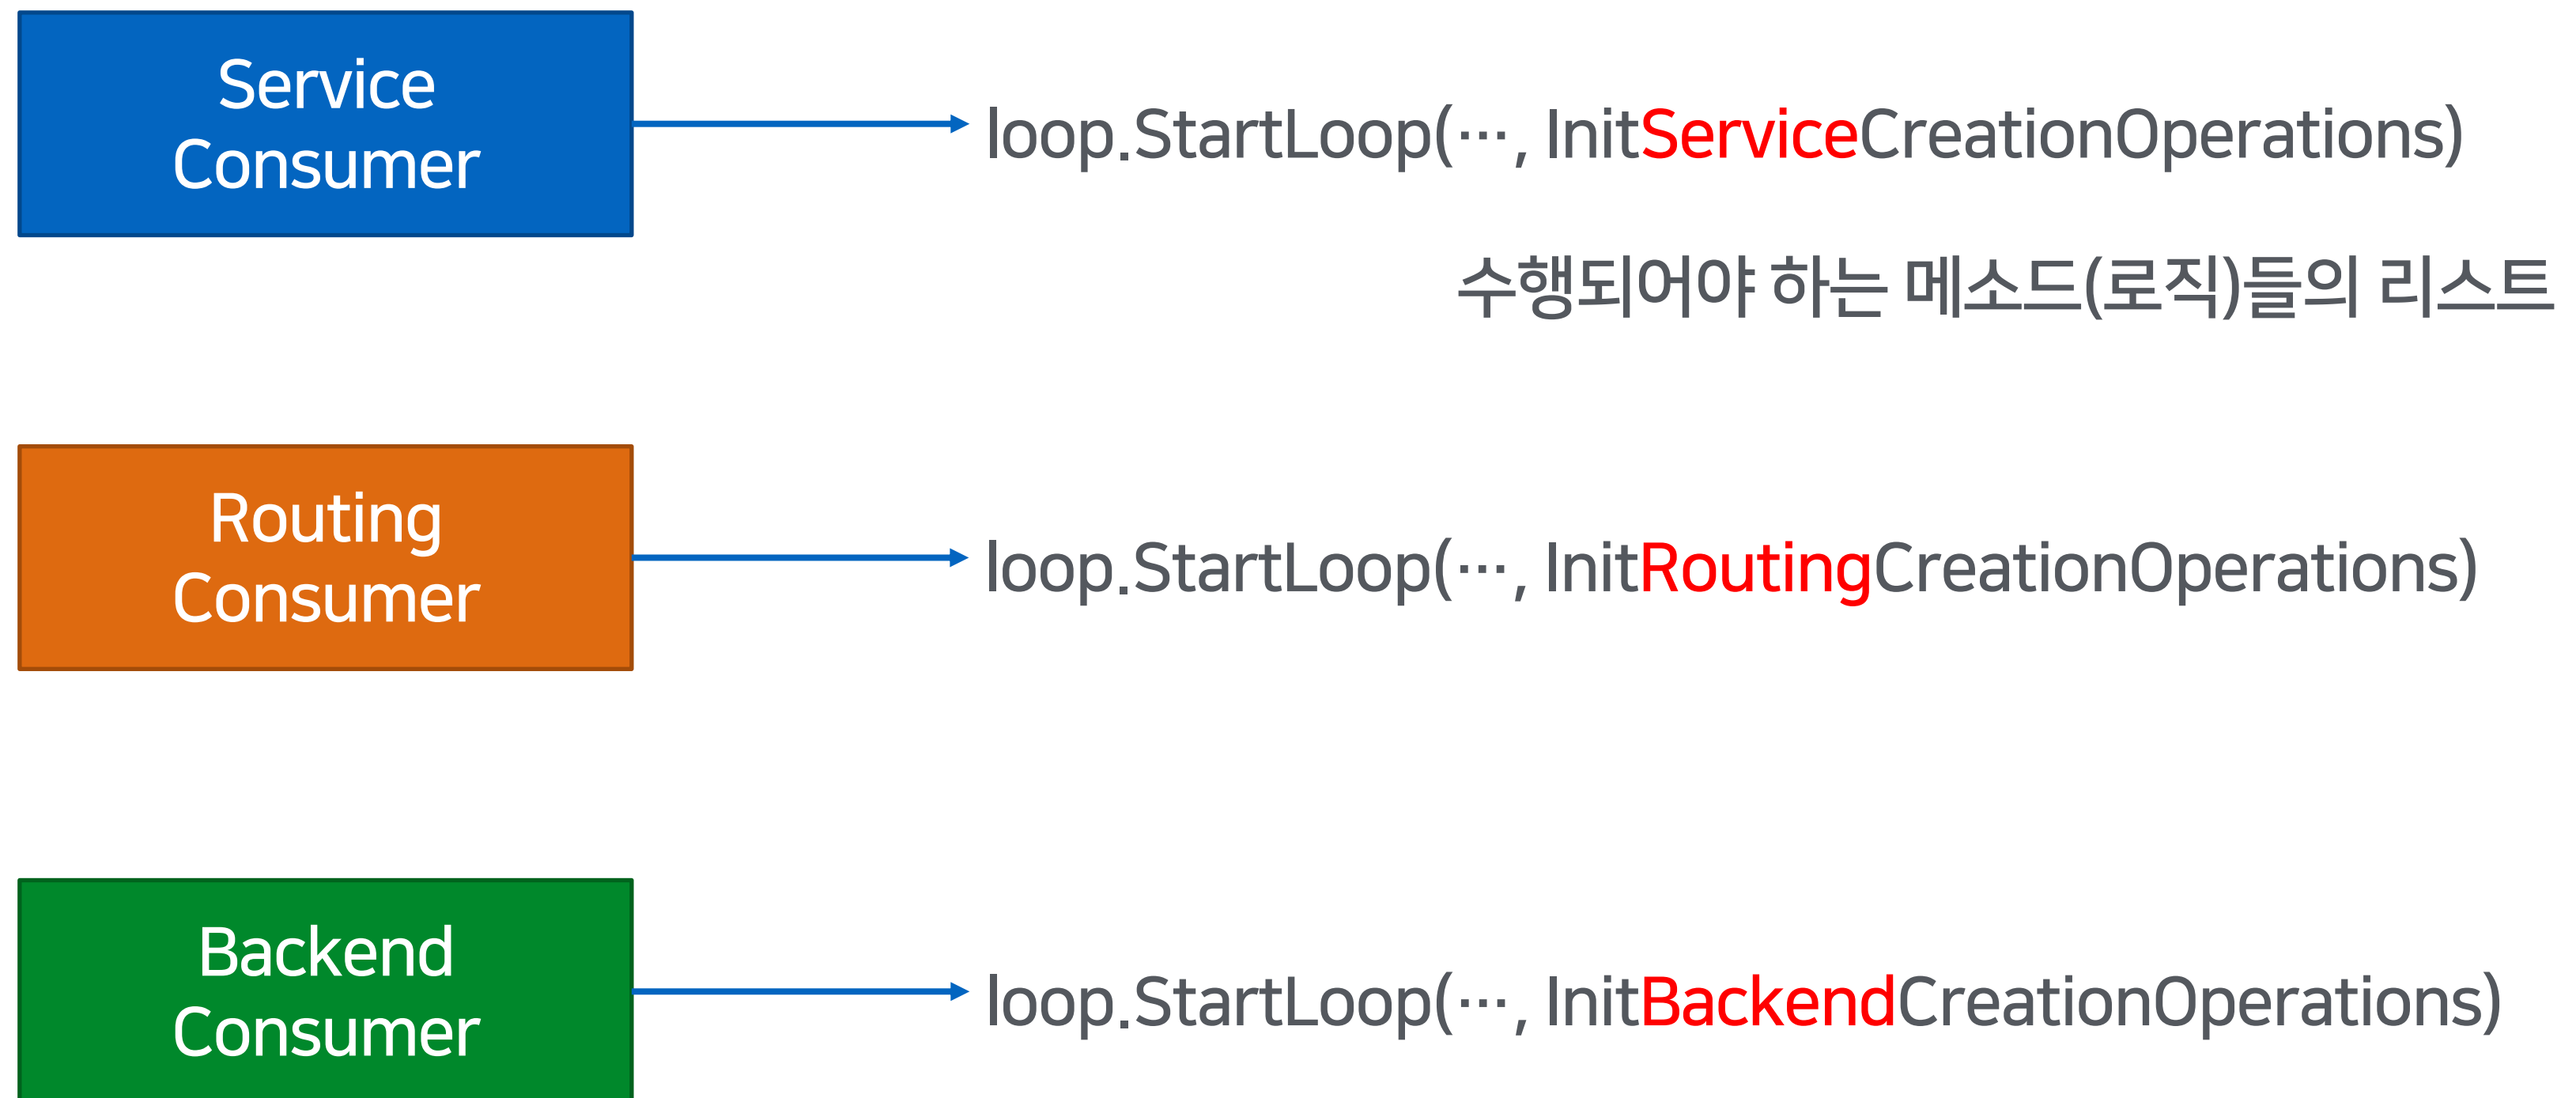 Service
Consumer
loop.StartLoop(…, InitServiceCreationOperations)
수행되어야 하는 메소드(로직)들의 리스트
Routing
Consumer
loop.StartLoop(…, InitRoutingCreationOperations)
Backend
Consumer
loop.StartLoop(…, InitBackendCreationOperations)